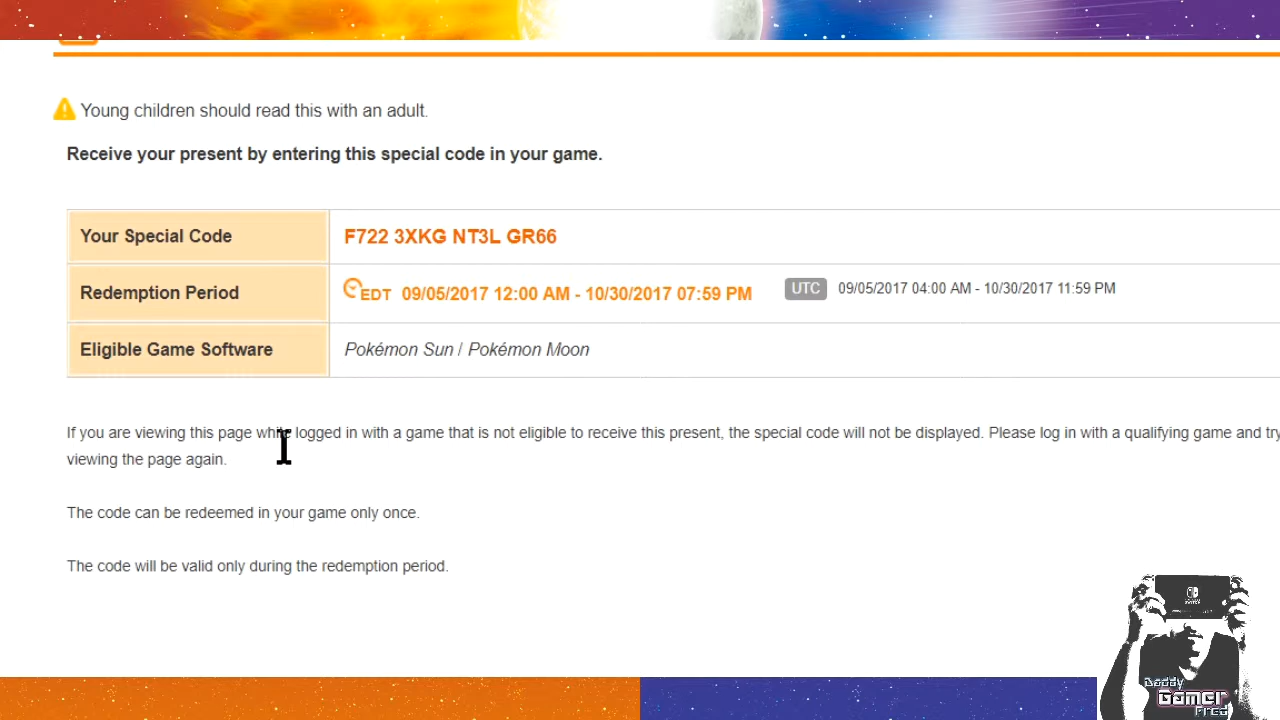 Young children should read this with an adult.
Receive your present by entering this special code in your game.
Your Special Code F722 3XKG NT3L GR66
Redemption Period EDT 09/05/2017 12:00 AM - 10/30/2017 07:59 PM UTC 09/05/2017 04:00 AM - 10/30/2017 11:59 PM
Eligible Game Software Pokémon Sun / Pokémon Moon
If you are viewing this page while logged in with a game that is not eligible to receive this present, the special code will not be displayed. Please log in with a qualifying game and try
viewing the page again.
The code can be redeemed in your game only once.
The code will be valid only during the redemption period.
Daddy
GAMER
Fred